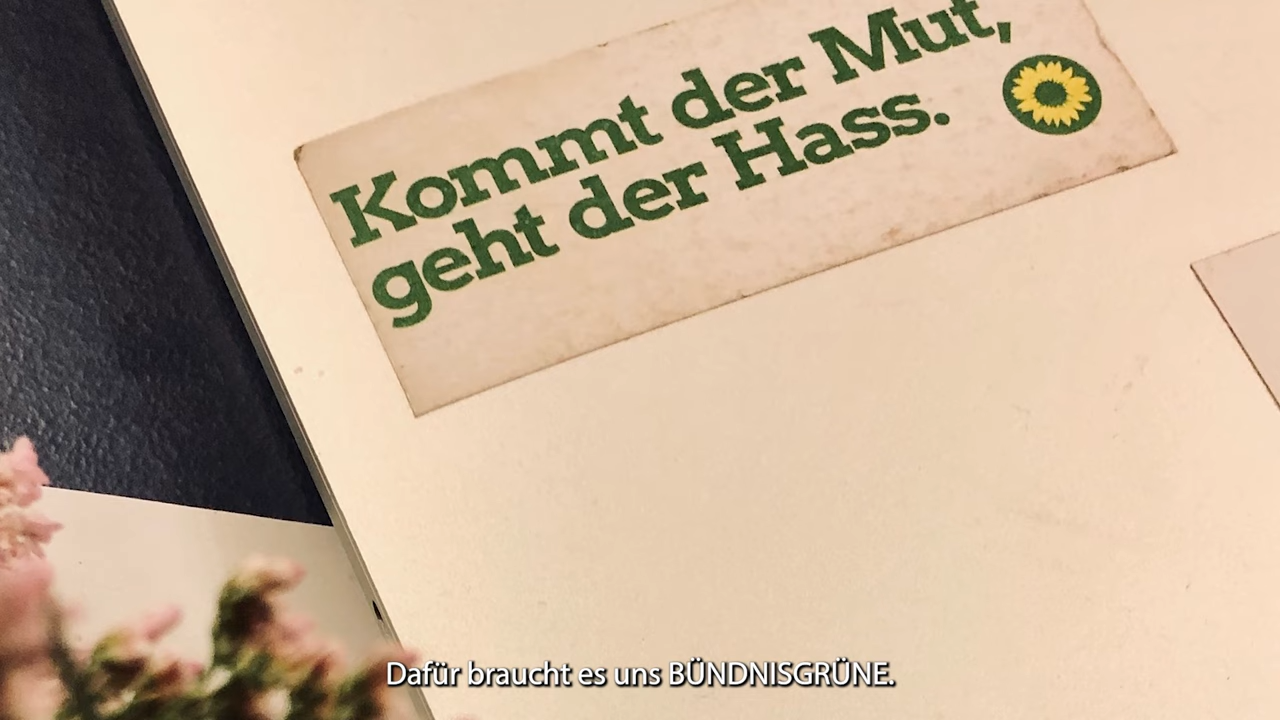 Kommt der Mut,
geht der Hass.
Dafür braucht es uns BÜNDNISGRÜNE.